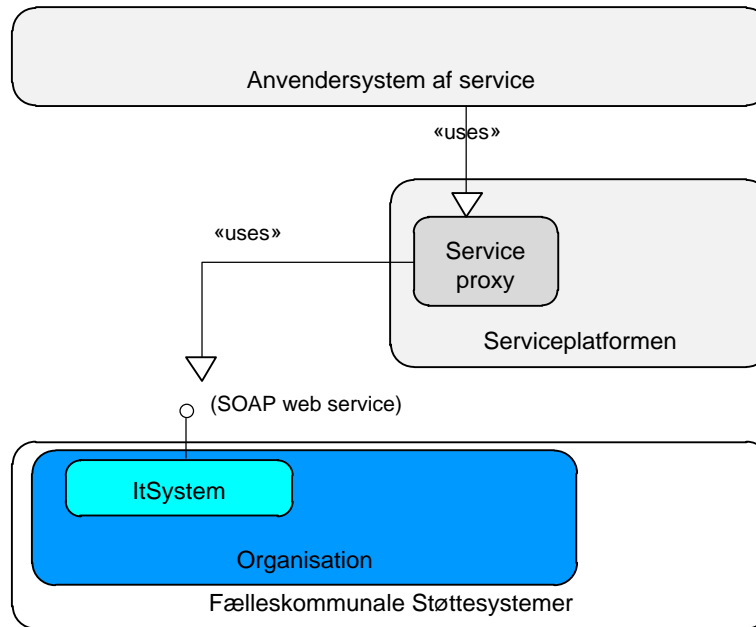 Anvendersystem af service
«uses»
Service
proxy
«uses»
Serviceplatformen
(SOAP web service)
ItSystem
Organisation
Fælleskommunale Støttesystemer